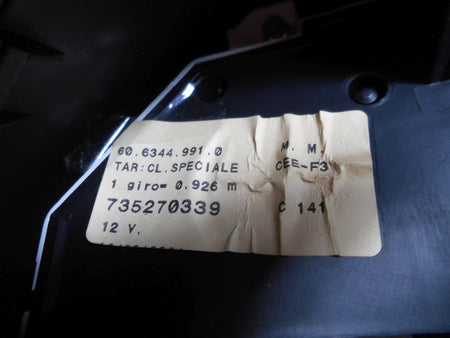 60.6344.991.0 M. M.
TAR:CL.SPECIALE CEE-F3
1 giro= 0.926 m
735270339 C 141
12 V.